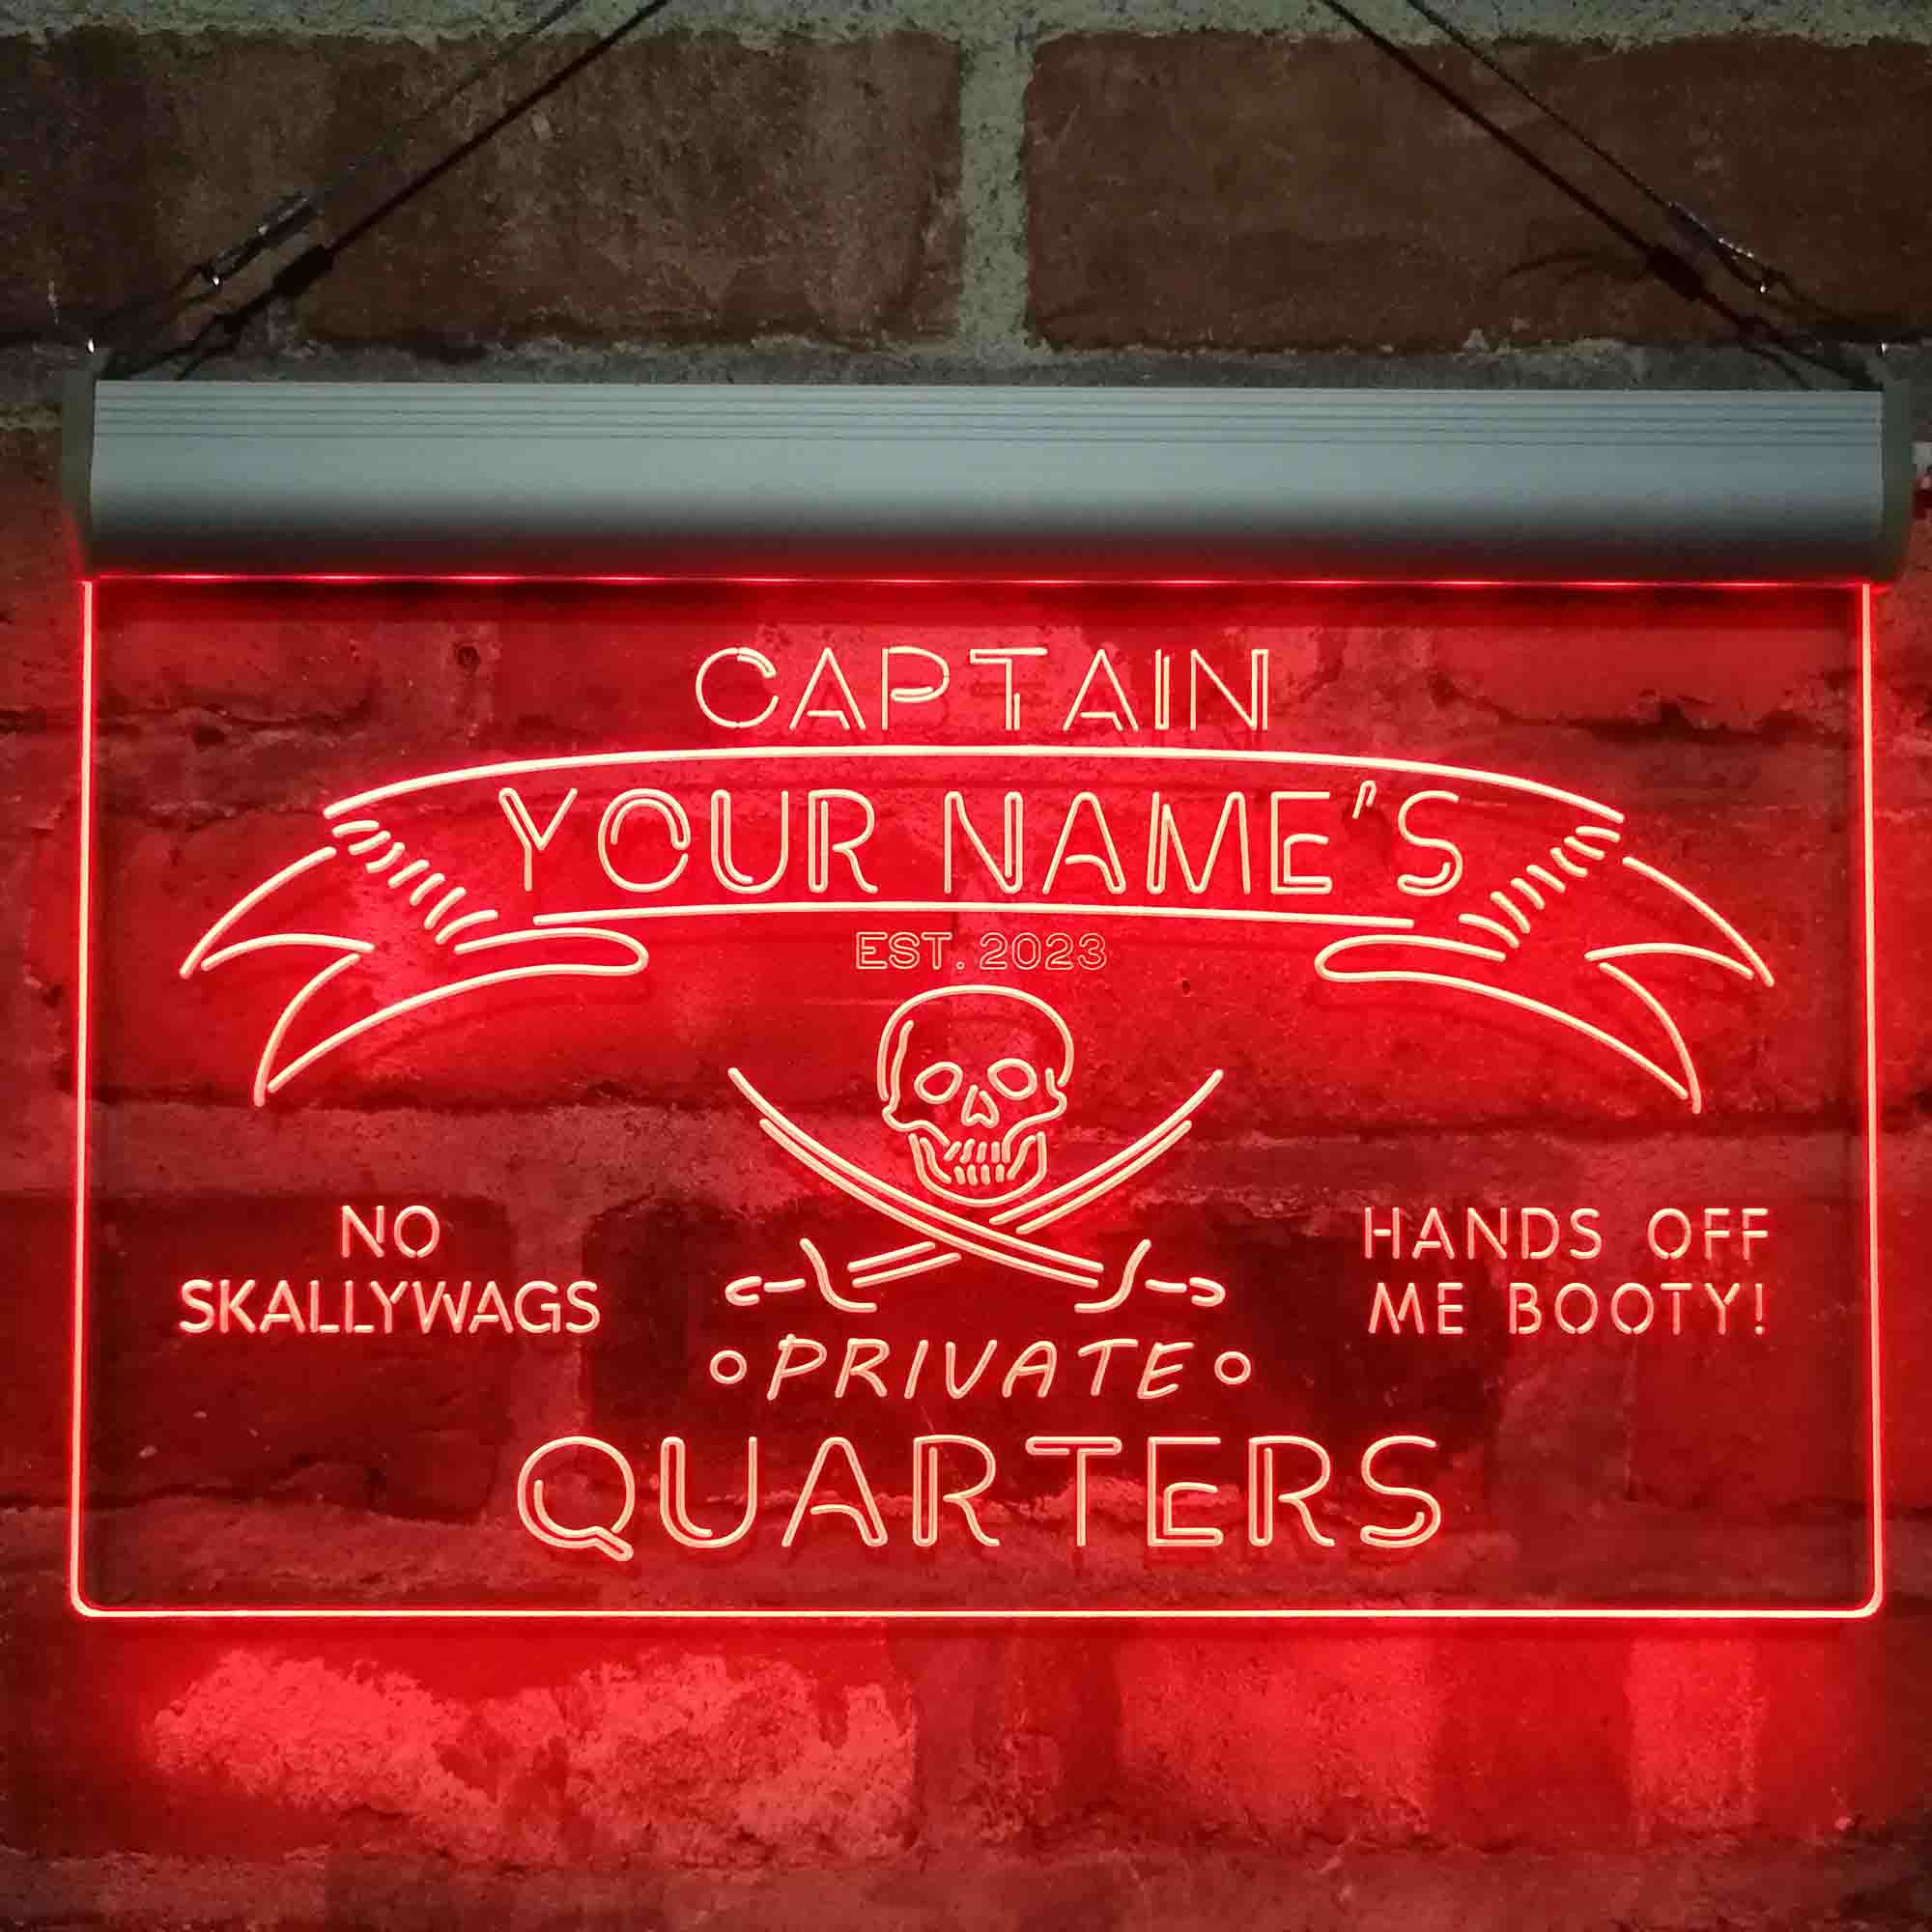 CAPTAIN
YOUR NAME'S
EST. 2023
NO
SKALLYWAGS
HANDS OFF
ME BOOTY!
PRIVATE
QUARTERS